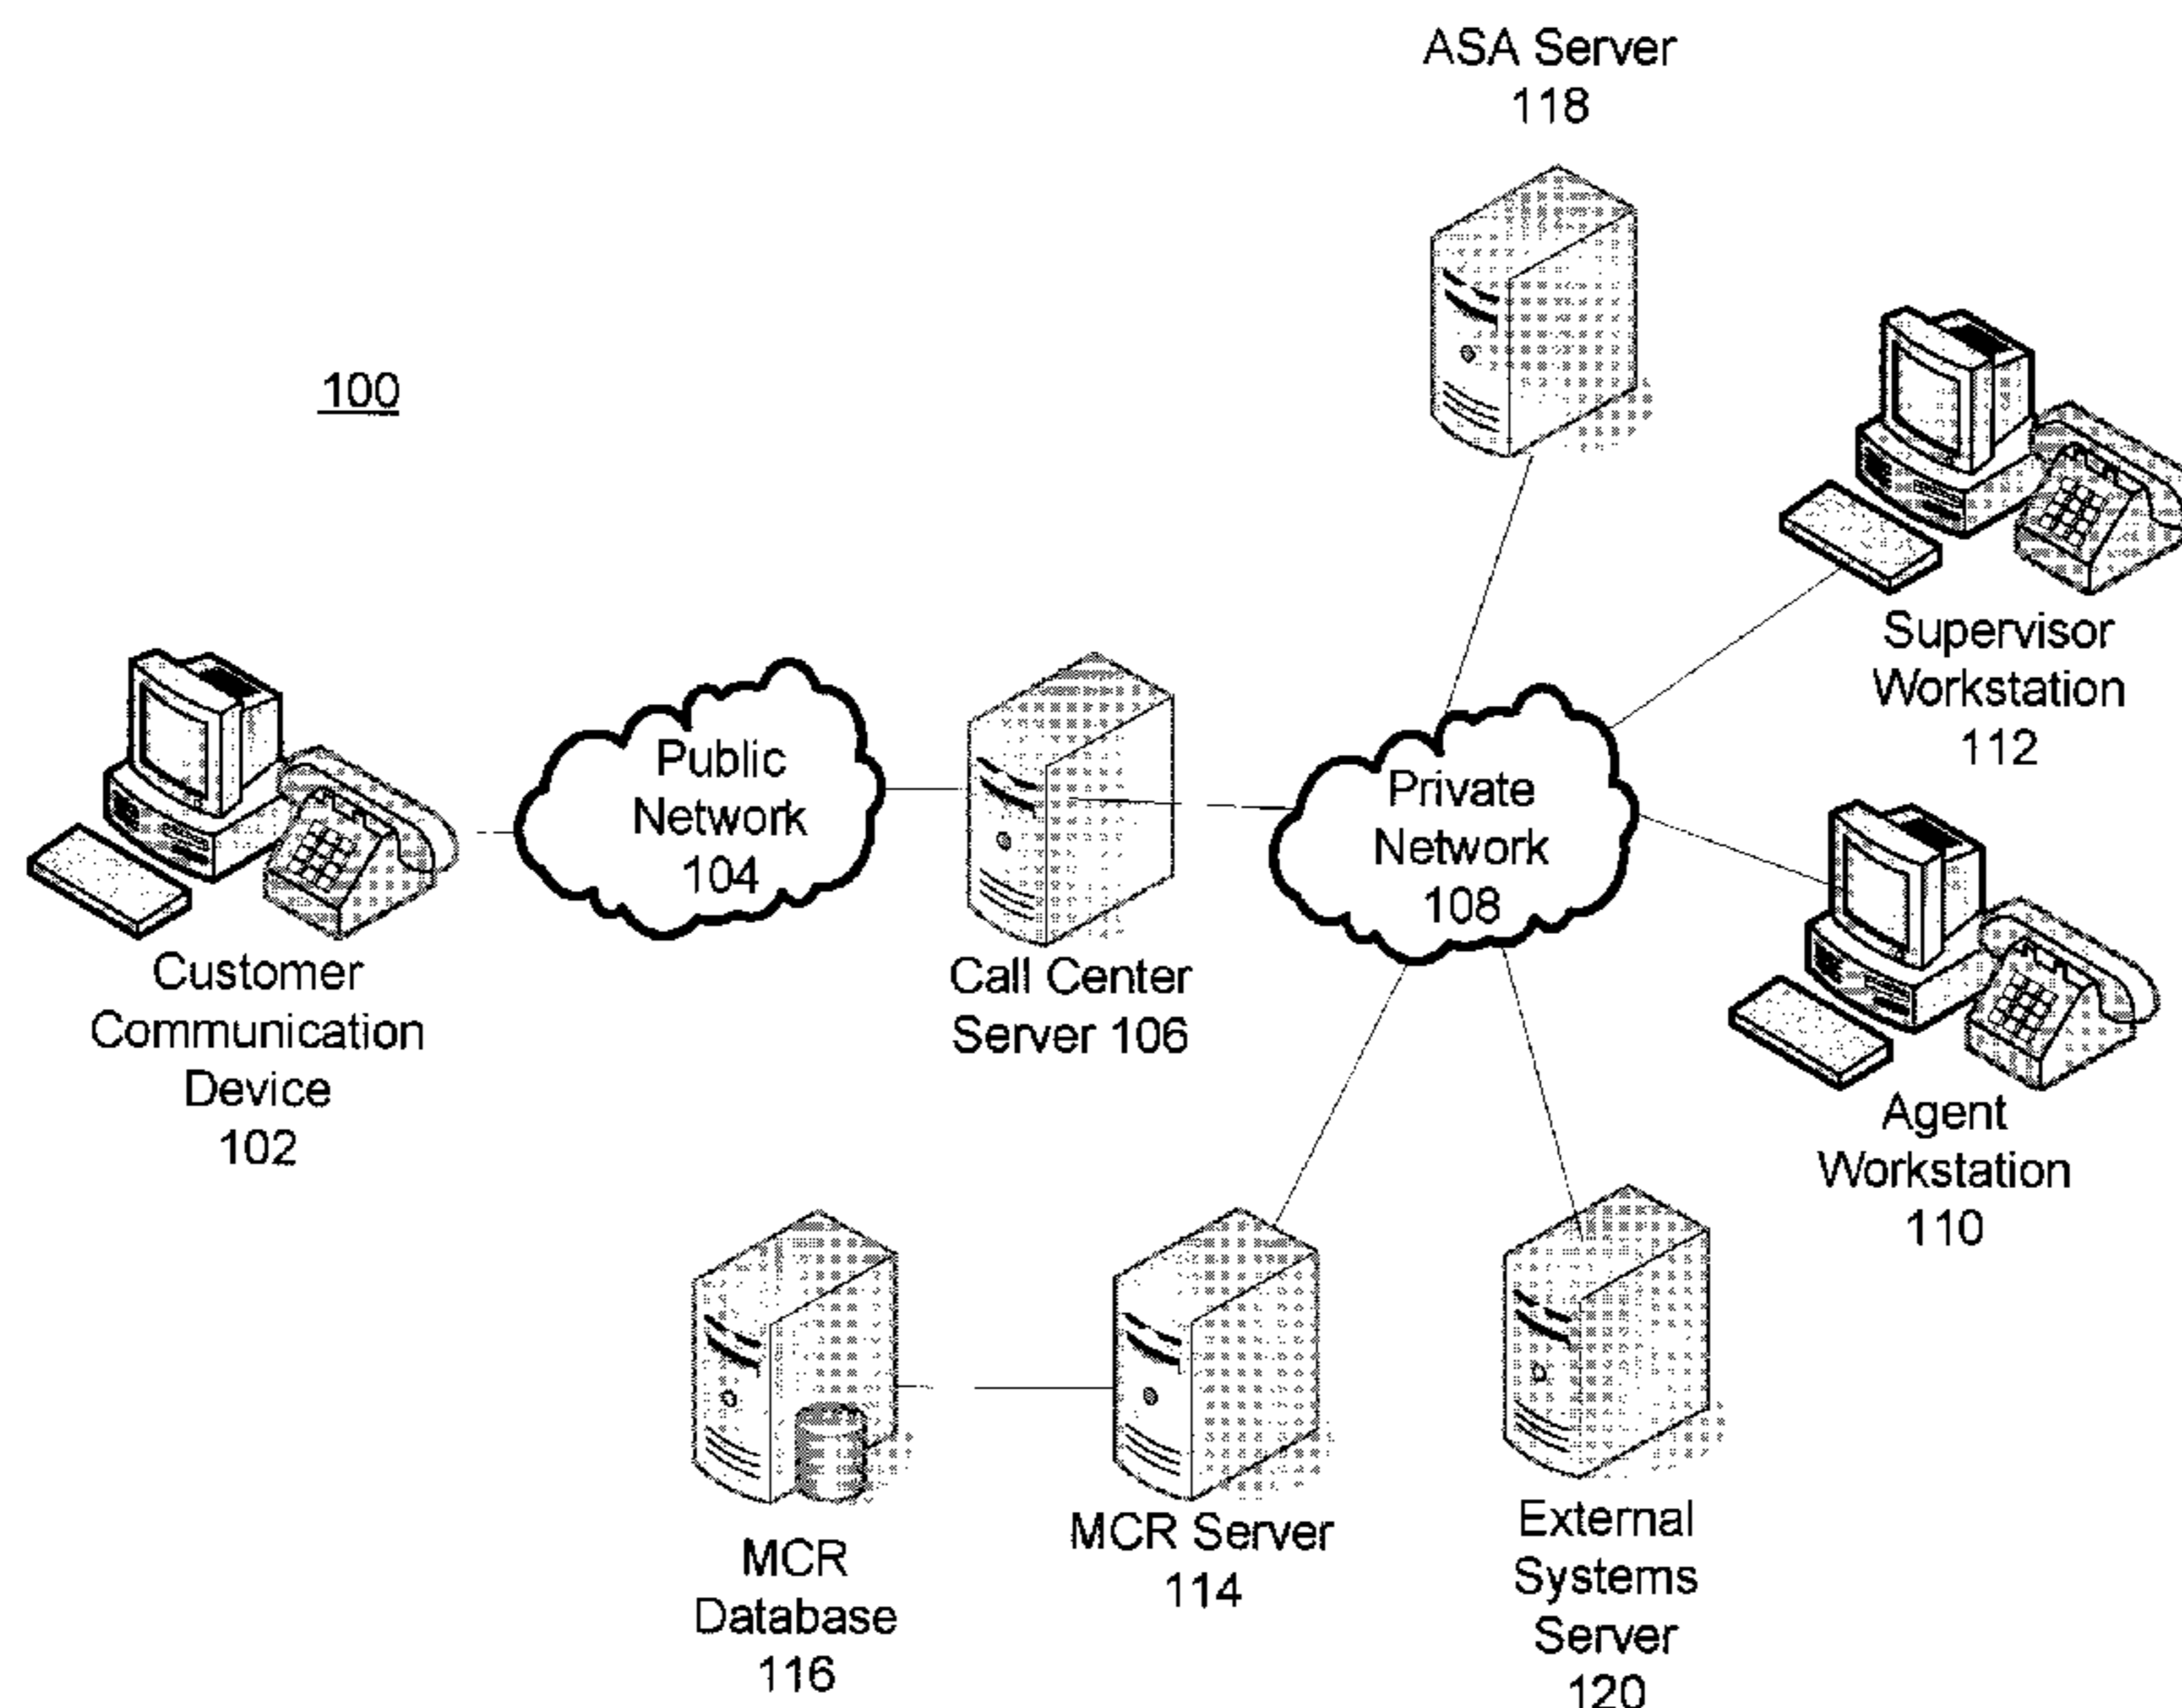 ASA Server
118
100
Supervisor
Workstation
112
Public
Network
104
Private
Network
108
Customer
Communication
Device
102
Call Center
Server 106
Agent
Workstation
110
MCR
Database
116
MCR Server
114
External
Systems
Server
120